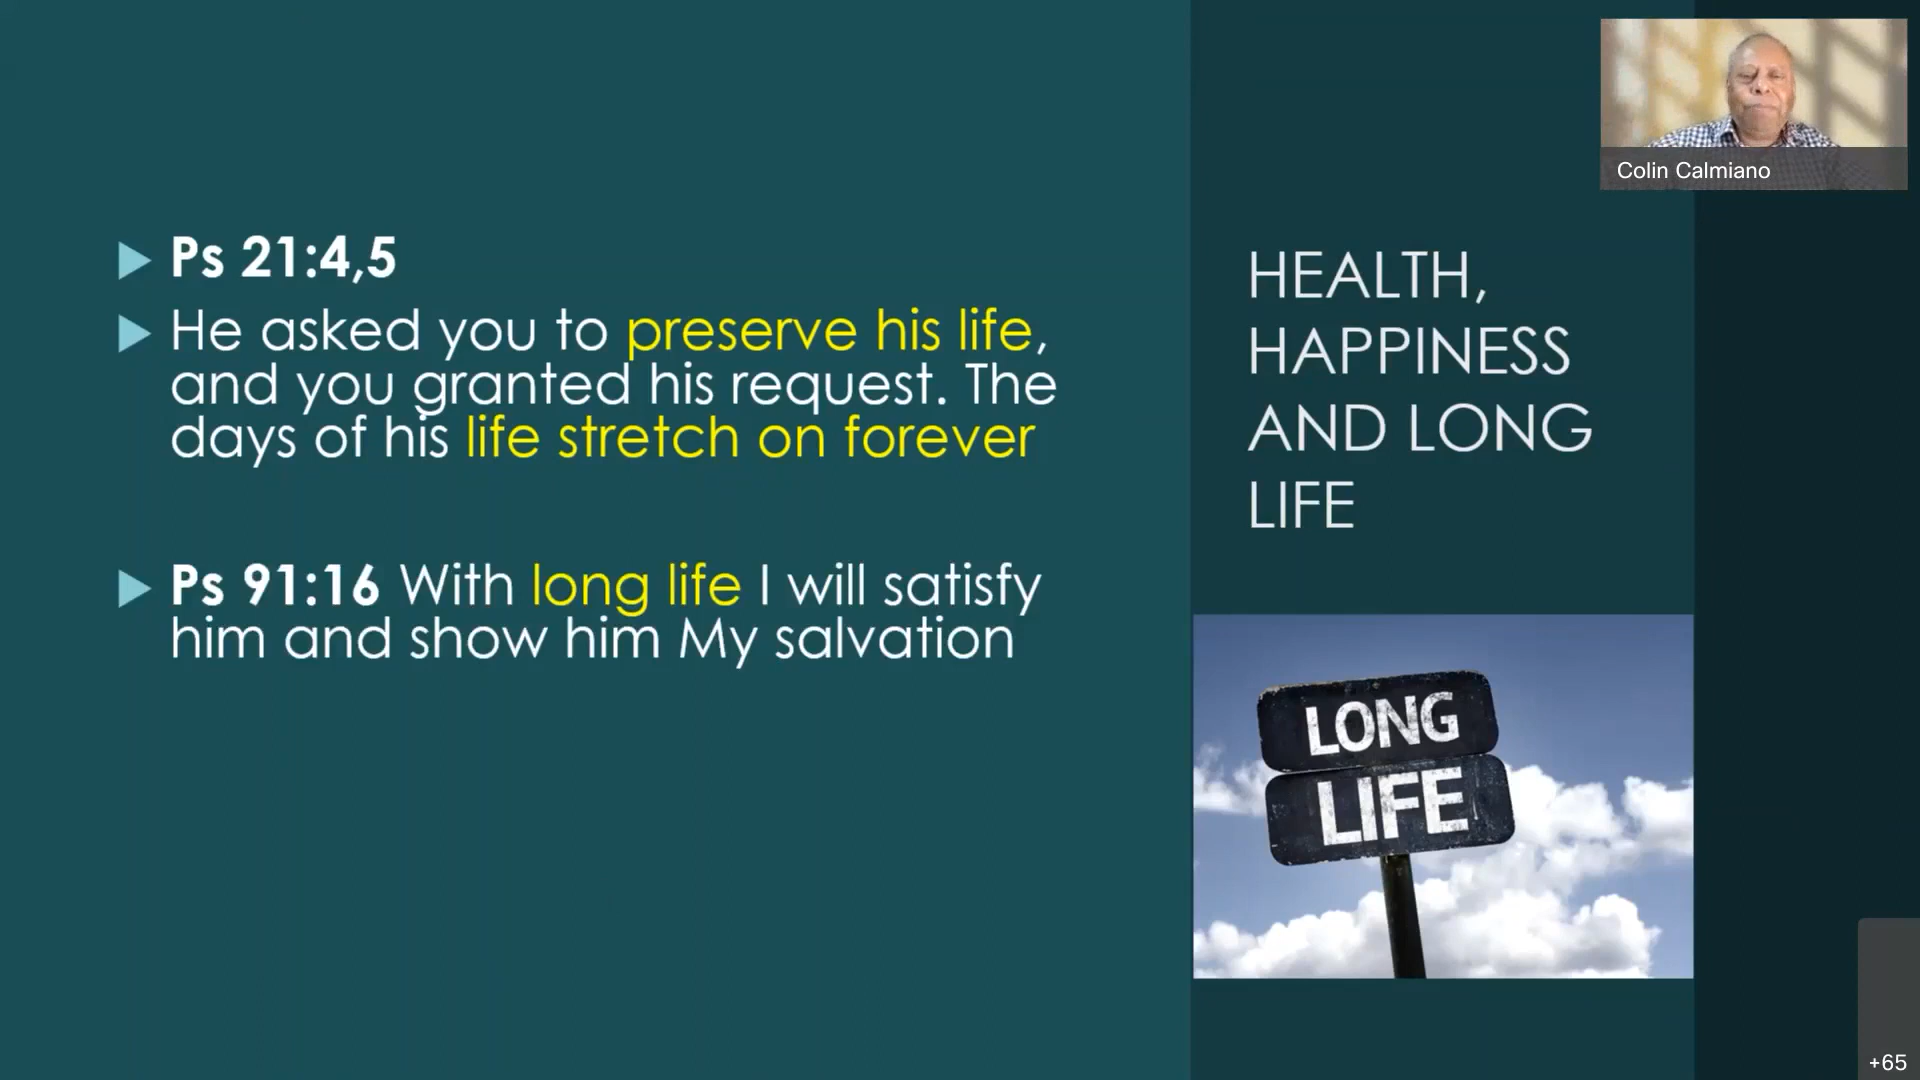 Ps 21:4,5
He asked you to preserve his life,
and you granted his request. The
days of his life stretch on forever
Ps 91:16 With long life I will satisfy
him and show him My salvation
HEALTH,
HAPPINESS
AND LONG
LIFE
LONG
LIFE
Colin Calmiano
+65